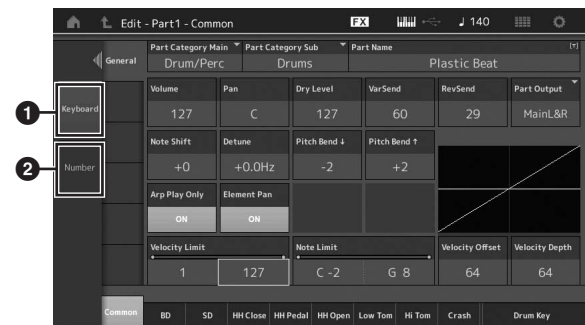 Edit - Part1 - Common FX ♩ 140
General
Part Category Main Part Category Sub Part Name [T]
Drum/Perc Drums Plastic Beat
1 Keyboard
2 Number
Volume Pan Dry Level VarSend RevSend Part Output
127 C 127 60 29 MainL&R
Note Shift Detune Pitch Bend ↓ Pitch Bend ↑
+0 +0.0Hz -2 +2
Arp Play Only Element Pan
ON ON
Velocity Limit Note Limit Velocity Offset Velocity Depth
1 127 C -2 G 8 64 64
Common BD SD HH Close HH Pedal HH Open Low Tom Hi Tom Crash Drum Key